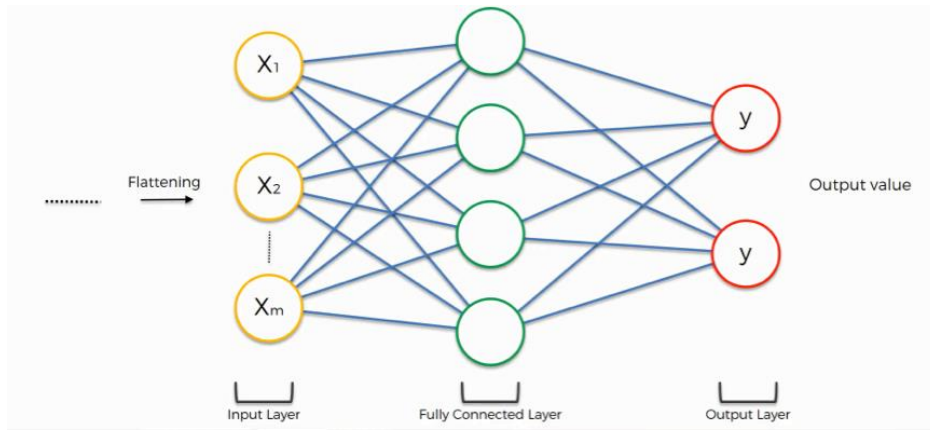 Flattening
X1
X2
Xm
y
y
Output value
Input Layer
Fully Connected Layer
Output Layer